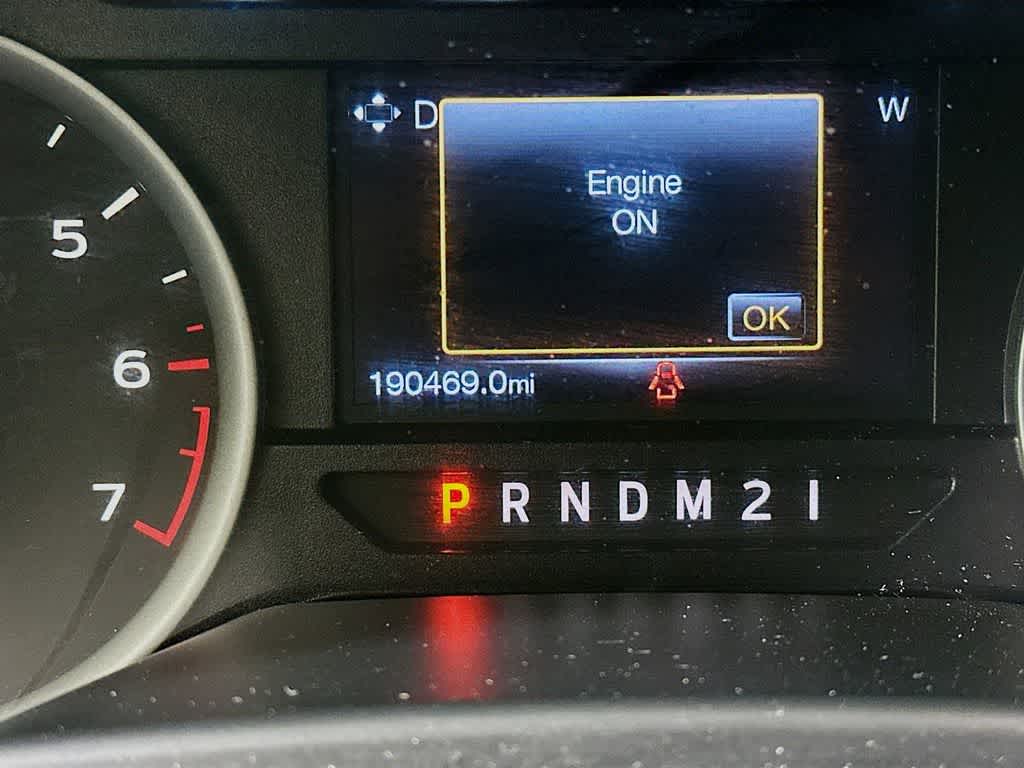 D
W
Engine
ON
OK
190469.0mi
5
6
7
P R N D M 2 1